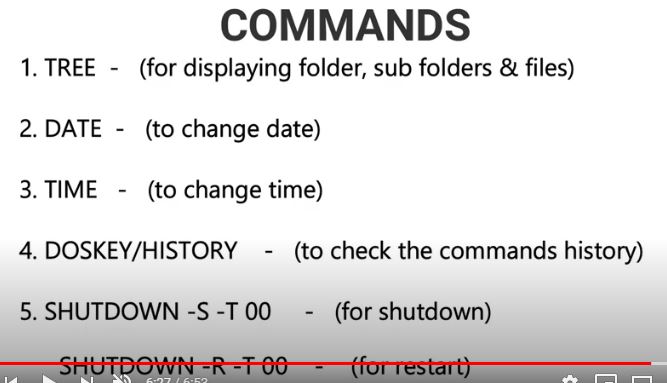 COMMANDS
1. TREE - (for displaying folder, sub folders & files)
2. DATE - (to change date)
3. TIME - (to change time)
4. DOSKEY/HISTORY - (to check the commands history)
5. SHUTDOWN -S -T 00 - (for shutdown)
SHUTDOWN -R -T 00 - (for restart)
6:27 / 6:52